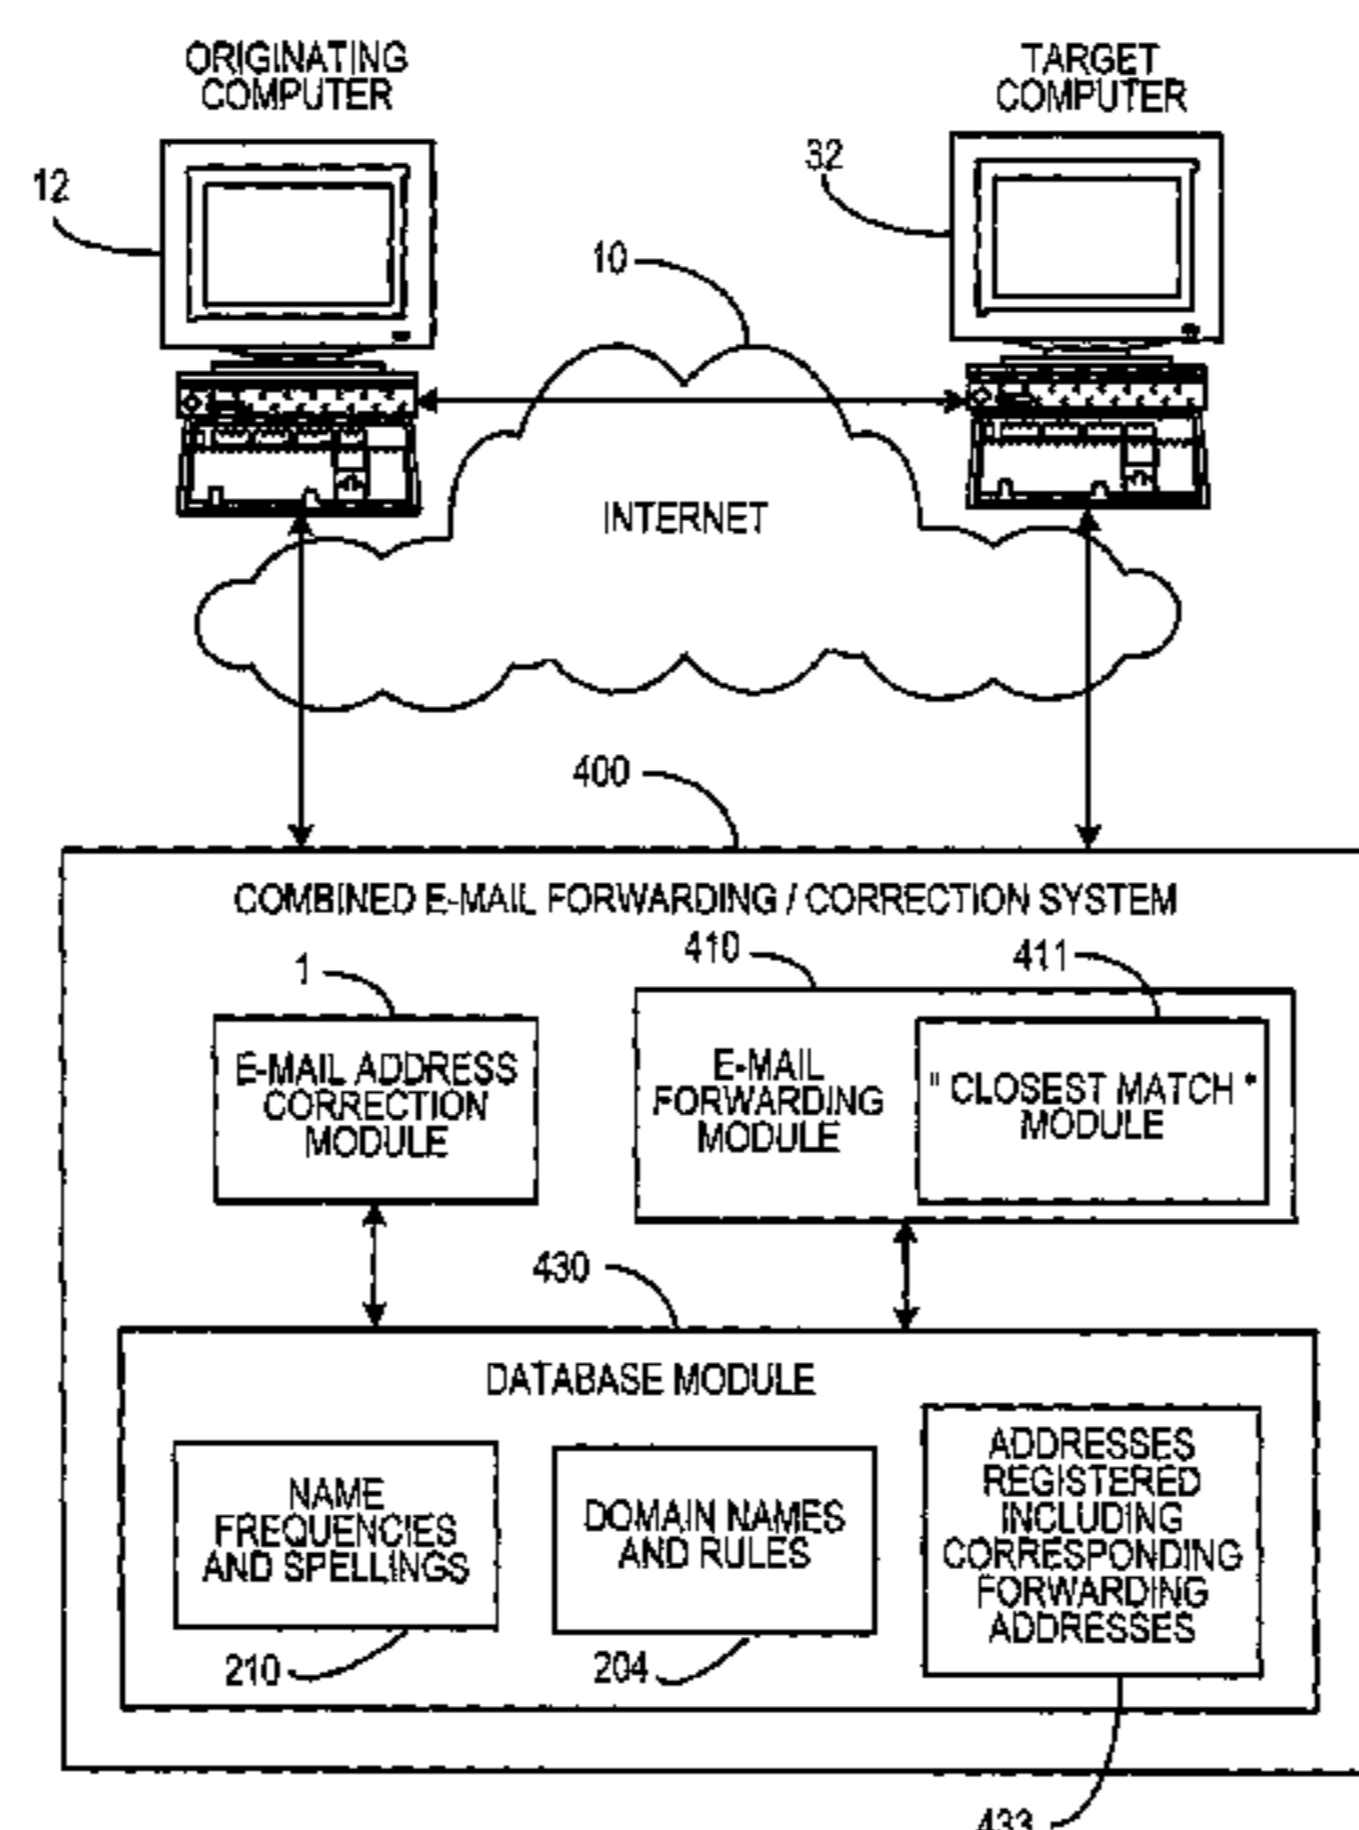 ORIGINATING
COMPUTER
TARGET
COMPUTER
12
32
10
INTERNET
400
COMBINED E-MAIL FORWARDING / CORRECTION SYSTEM
1
410
411
E-MAIL ADDRESS
CORRECTION
MODULE
E-MAIL
FORWARDING
MODULE
" CLOSEST MATCH "
MODULE
430
DATABASE MODULE
NAME
FREQUENCIES
AND SPELLINGS
DOMAIN NAMES
AND RULES
ADDRESSES
REGISTERED
INCLUDING
CORRESPONDING
FORWARDING
ADDRESSES
210
204
433